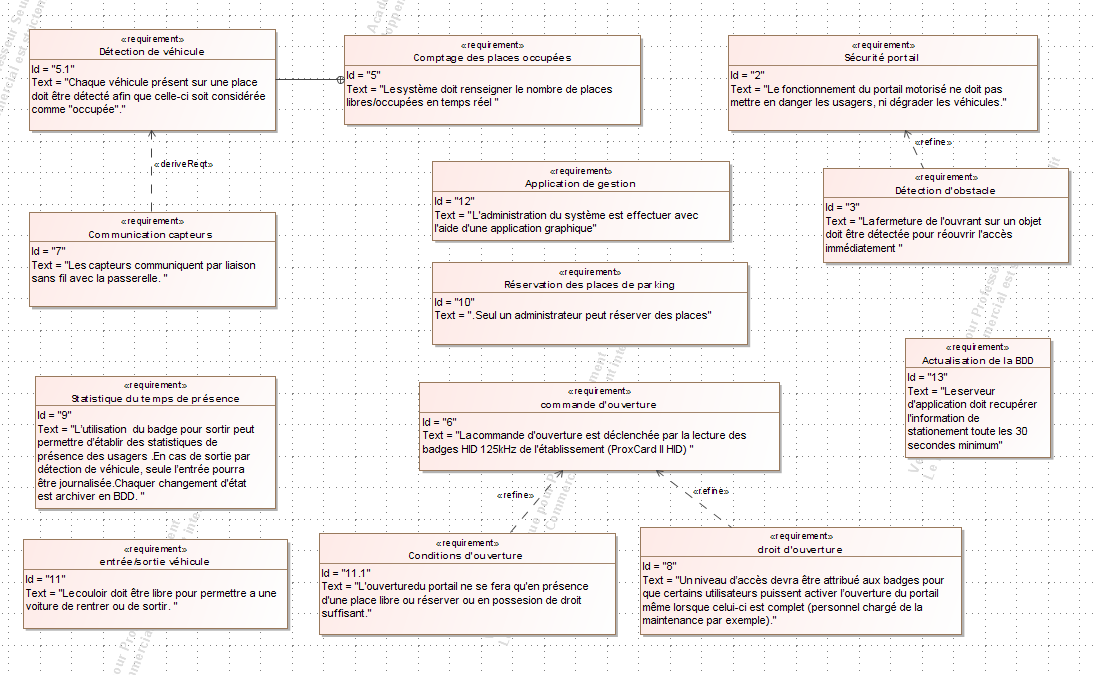 «requirement»
Détection de véhicule
Id = "5.1"
Text = "Chaque véhicule présent sur une place
doit être détecté afin que celle-ci soit considérée
comme "occupée"."
«requirement»
Comptage des places occupées
Id = "5"
Text = "Le système doit renseigner le nombre de places
libres/occupées en temps réel "
«requirement»
Sécurité portail
Id = "2"
Text = "Le fonctionnement du portail motorisé ne doit pas
mettre en danger les usagers, ni dégrader les véhicules."
«deriveReqt»
«refine»
«requirement»
Application de gestion
Id = "12"
Text = "L'administration du système est effectuer avec
l'aide d'une application graphique"
«requirement»
Détection d'obstacle
Id = "3"
Text = "La fermeture de l'ouvrant sur un objet
doit être détectée pour réouvrir l'accès
immédiatement "
«requirement»
Communication capteurs
Id = "7"
Text = "Les capteurs communiquent par liaison
sans fil avec la passerelle. "
«requirement»
Réservation des places de parking
Id = "10"
Text = ".Seul un administrateur peut réserver des places"
«requirement»
Actualisation de la BDD
Id = "13"
Text = "Le serveur
d'application doit recupérer
l'information de
stationement toute les 30
secondes minimum"
«requirement»
Statistique du temps de présence
Id = "9"
Text = "L'utilisation  du badge pour sortir peut
permettre d'établir des statistiques de
présence des usagers .En cas de sortie par
détection de véhicule, seule l'entrée pourra
être journalisée.Chaquer changement d'état
est archiver en BDD. "
«requirement»
commande d'ouverture
Id = "6"
Text = "La commande d'ouverture est déclenchée par la lecture des
badges HID 125kHz de l'établissement (ProxCard II HID) "
«refine»
«refine»
«requirement»
entrée/sortie véhicule
Id = "11"
Text = "Le couloir doit être libre pour permettre a une
voiture de rentrer ou de sortir. "
«requirement»
Conditions d'ouverture
Id = "11.1"
Text = "L'ouverturedu portail ne se fera qu'en présence
d'une place libre ou réserver ou en possesion de droit
suffisant."
«requirement»
droit d'ouverture
Id = "8"
Text = "Un niveau d'accès devra être attribué aux badges pour
que certains utilisateurs puissent activer l'ouverture du portail
même lorsque celui-ci est complet (personnel chargé de la
maintenance par exemple)."